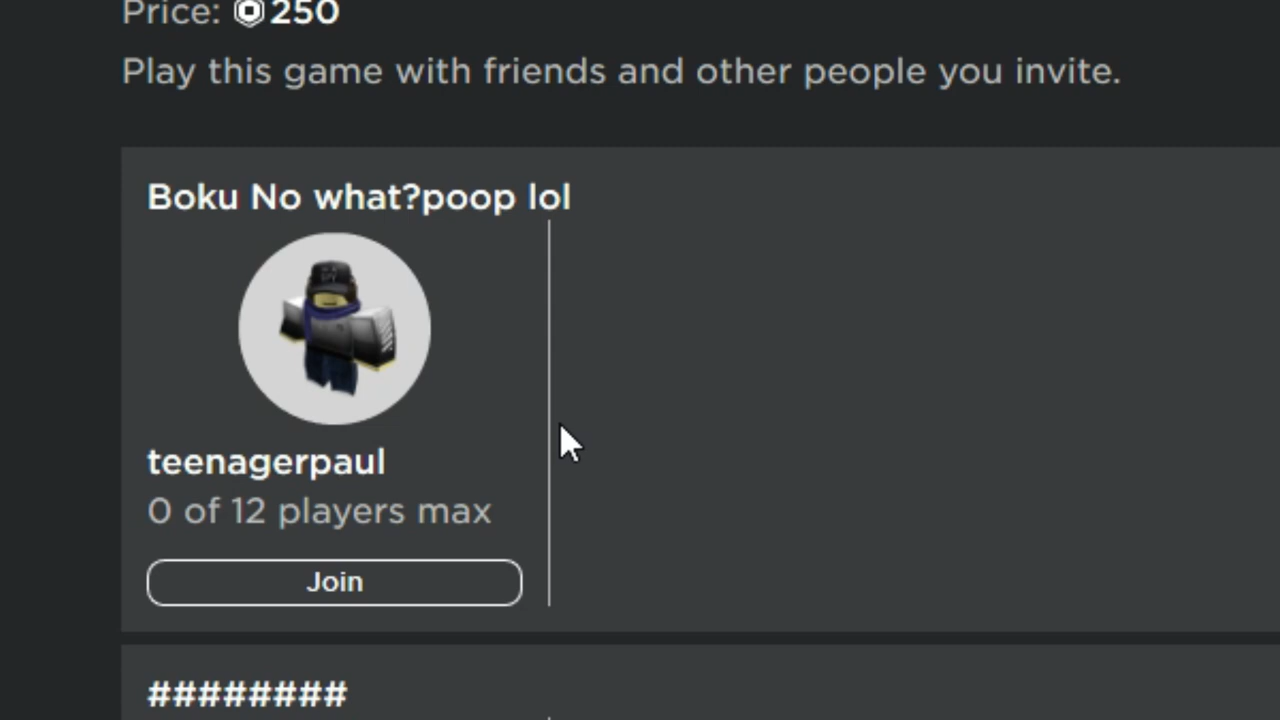 Price: 250
Play this game with friends and other people you invite.
Boku No what?poop lol
teenagerpaul
0 of 12 players max
Join
########